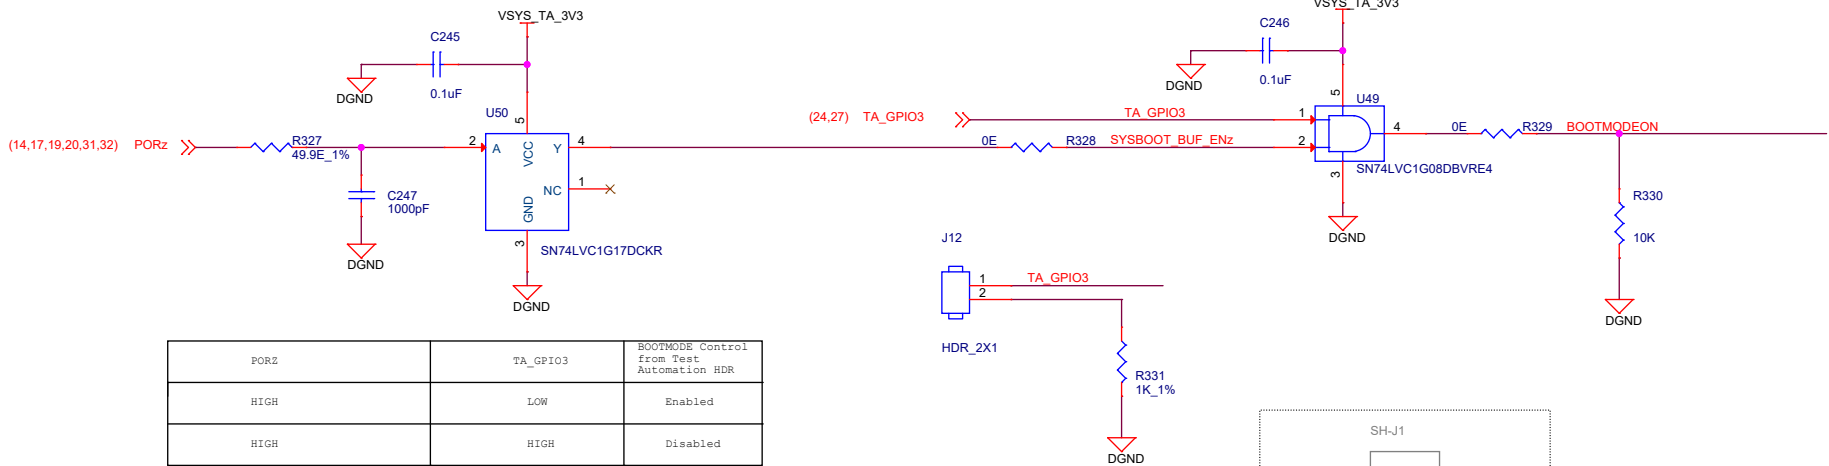 VSYS_TA_3V3
C245
0.1uF
DGND
U50
5
(14,17,19,20,31,32) PORz
R327
49.9E_1%
2
A
VCC
Y
4
NC
1
GND
3
C247
1000pF
DGND
SN74LVC1G17DCKR
DGND
VSYS_TA_3V3
C246
0.1uF
DGND
5
U49
(24,27) TA_GPIO3
TA_GPIO3
1
0E
R328
SYSBOOT_BUF_ENz
2
4
0E
R329
BOOTMODEON
SN74LVC1G08DBVRE4
3
DGND
R330
10K
DGND
J12
1
TA_GPIO3
2
HDR_2X1
R331
1K_1%
DGND
PORZ
TA_GPIO3
BOOTMODE Control
from Test
Automation HDR
HIGH
LOW
Enabled
HIGH
HIGH
Disabled
SH-J1